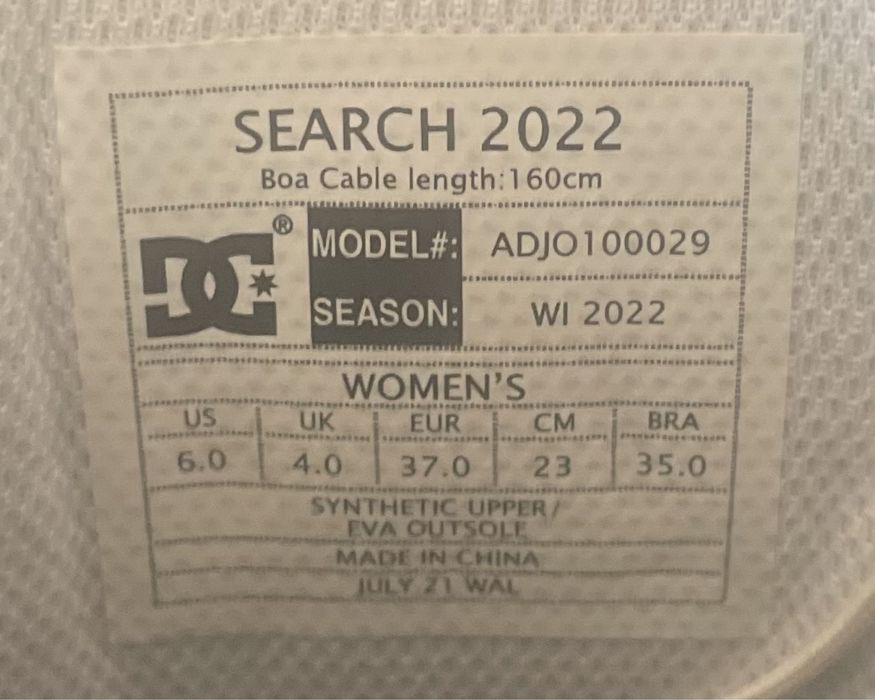 SEARCH 2022
Boa Cable length:160cm
DC®
MODEL#: ADJO100029
SEASON: WI 2022
WOMEN'S
US UK EUR CM BRA
6.0 4.0 37.0 23 35.0
SYNTHETIC UPPER/
EVA OUTSOLE
MADE IN CHINA
JULY 21 WAL